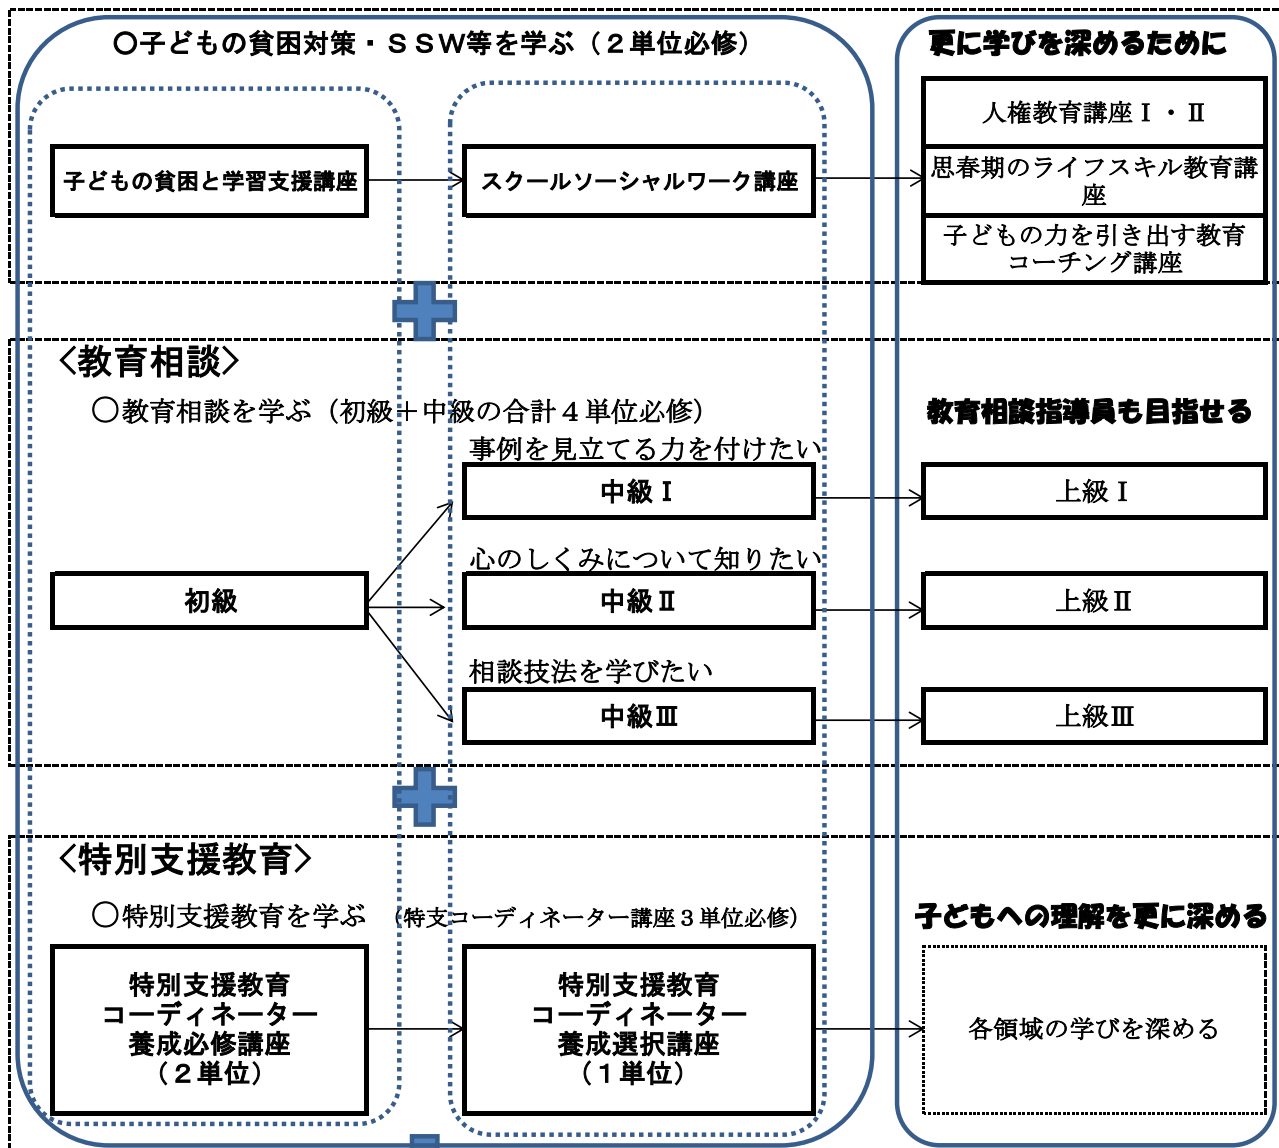 〇子どもの貧困対策・ＳＳＷ等を学ぶ（２単位必修）
更に学びを深めるために
子どもの貧困と学習支援講座
スクールソーシャルワーク講座
人権教育講座Ⅰ・Ⅱ
思春期のライフスキル教育講
座
子どもの力を引き出す教育
コーチング講座
＜教育相談＞
〇教育相談を学ぶ（初級＋中級の合計４単位必修）
教育相談指導員も目指せる
事例を見立てる力を付けたい
中級Ⅰ
上級Ⅰ
心のしくみについて知りたい
初級
中級Ⅱ
上級Ⅱ
相談技法を学びたい
中級Ⅲ
上級Ⅲ
＜特別支援教育＞
〇特別支援教育を学ぶ （特支コーディネーター講座３単位必修）
子どもへの理解を更に深める
特別支援教育
コーディネーター
養成必修講座
（２単位）
特別支援教育
コーディネーター
養成選択講座
（１単位）
各領域の学びを深める